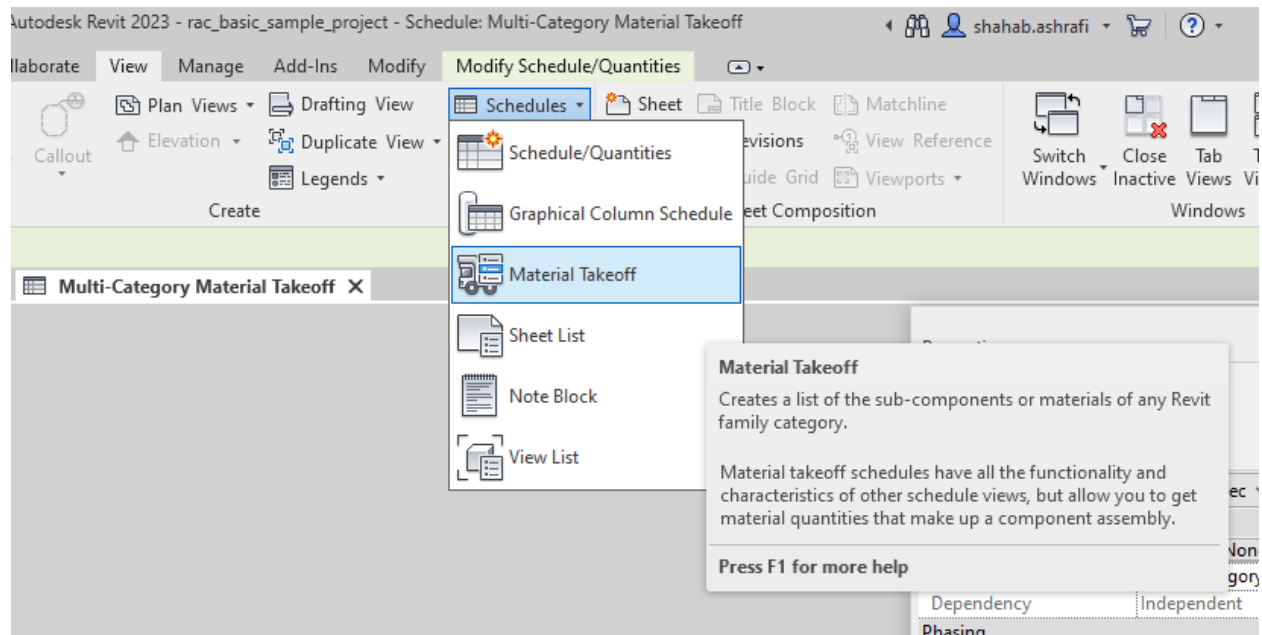 Autodesk Revit 2023 - rac_basic_sample_project - Schedule: Multi-Category Material Takeoff
shahab.ashrafi
View
Manage
Add-Ins
Modify
Modify Schedule/Quantities
Callout
Plan Views
Elevation
Drafting View
Duplicate View
Legends
Create
Schedules
Sheet
Title Block
Matchline
View Reference
Viewports
Switch Windows
Close Inactive
Tab Views
Windows
Schedule/Quantities
Graphical Column Schedule
Material Takeoff
Sheet List
Note Block
View List
Composition
Multi-Category Material Takeoff
Material Takeoff
Creates a list of the sub-components or materials of any Revit
family category.
Material takeoff schedules have all the functionality and
characteristics of other schedule views, but allow you to get
material quantities that make up a component assembly.
Press F1 for more help
Dependency
Independent
Phasing